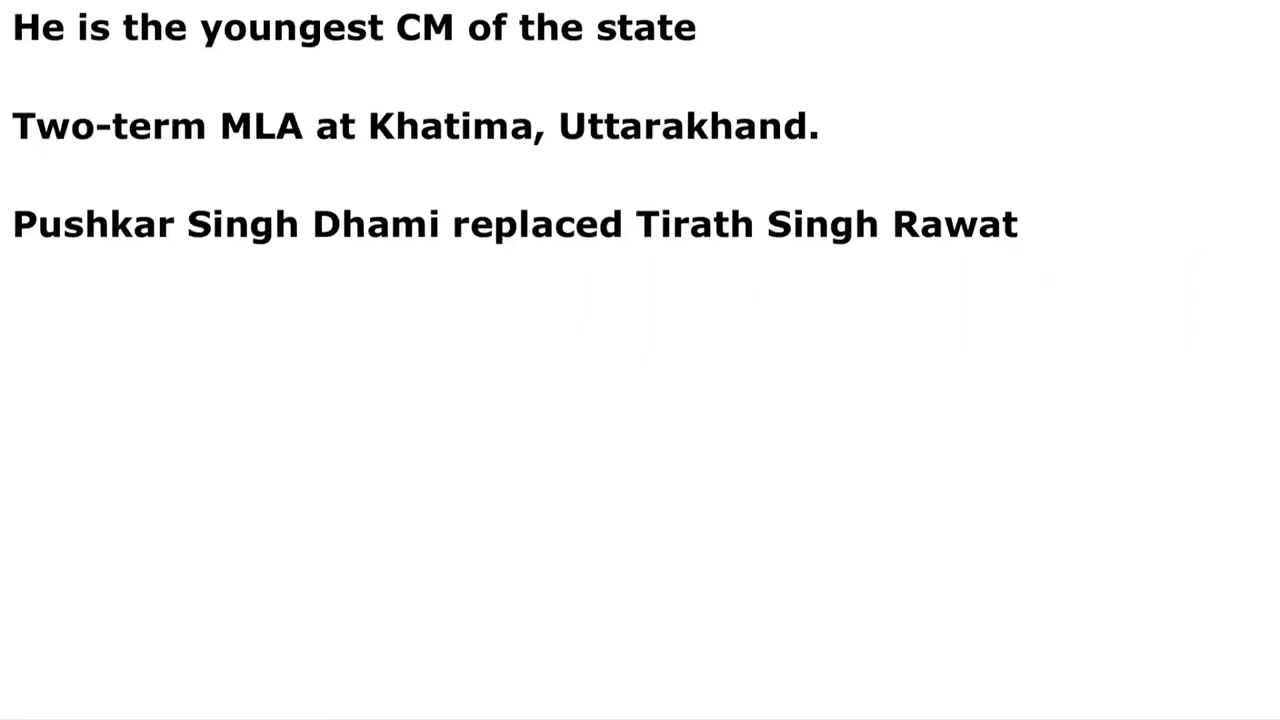 He is the youngest CM of the state
Two-term MLA at Khatima, Uttarakhand.
Pushkar Singh Dhami replaced Tirath Singh Rawat